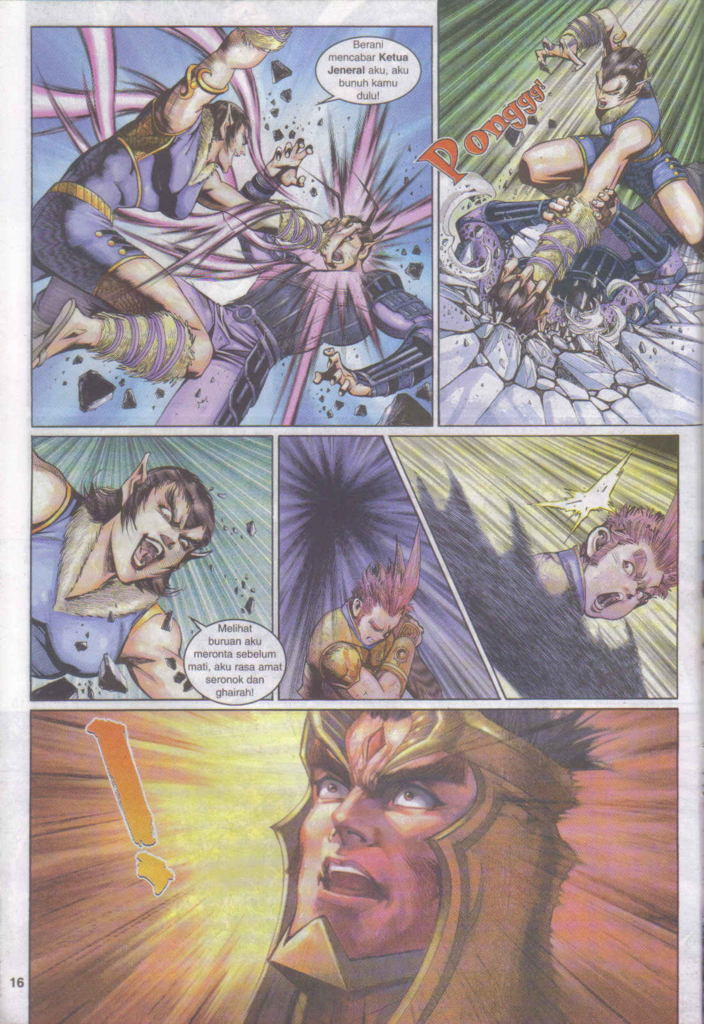 Berani
mencabar Ketua
Jeneral aku, aku
bunuh kamu
dulu!
Ponggg!
Melihat
buruan aku
meronta sebelum
mati, aku rasa amat
seronok dan
ghairah!
!
16